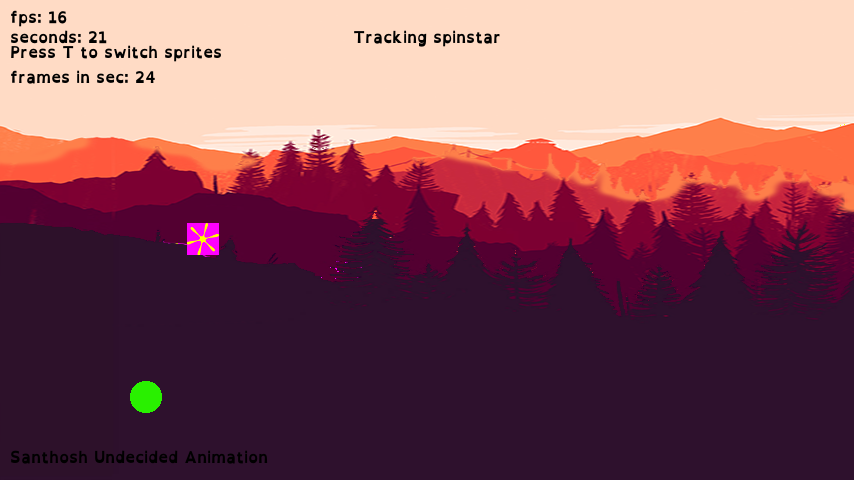 fps: 16
seconds: 21
Press T to switch sprites
frames in sec: 24
Tracking spinstar
Santhosh Undecided Animation